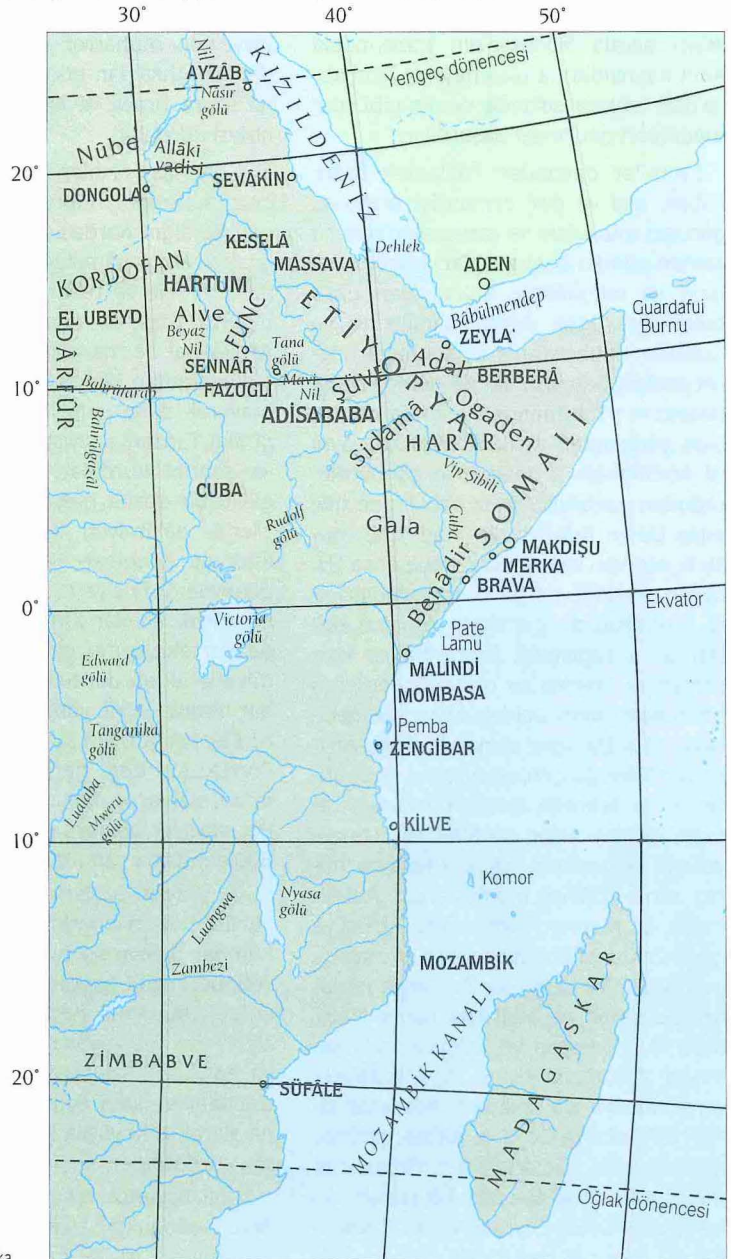 30°
40°
50°
Nil
KIZILDENİZ
AYZÂB
Nasır
gölü
Yengeç dönencesi
Nûbe
Allâkī
vadisi
20°
DONGOLA
SEVÂKİN
KESELÂ
MASSAVA
Dehlek
ADEN
KORDOFAN
HARTUM
EL UBEYD
Alve
Beyaz
Nil
FUNC
ETİYOPYA
Bâbülmendep
ZEYLA'
Guardafui
Burnu
DÂRFÛR
SENNÂR
Tana
gölü
Mavi
Nil
ŞÜVE
Adal
BERBERÂ
10°
Bahrülarap
FAZUGLİ
ADİSABABA
Sidâmâ
Ogaden
HARAR
SOMALİ
Bahrülgazâl
CUBA
Vip Sibili
Rudolf
gölü
Gala
Cuba
Benâdir
MAKDİŞU
MERKA
BRAVA
0°
Ekvator
Victoria
gölü
Pate
Lamu
Edward
gölü
MALİNDİ
MOMBASA
Tanganika
gölü
Pemba
ZENGİBAR
Lualaba
Mweru
gölü
KİLVE
10°
Komor
Nyasa
gölü
Luangwa
Zambezi
MOZAMBİK
MOZAMBİK KANALI
MADAGASKAR
ZİMBABVE
20°
SÜFÂLE
Oğlak dönencesi